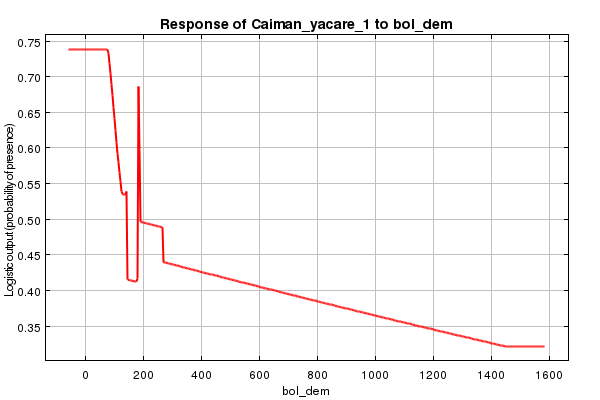 Response of Caiman_yacare_1 to bol_dem
Logistic output (probability of presence)
0.75
0.70
0.65
0.60
0.55
0.50
0.45
0.40
0.35
0 200 400 600 800 1000 1200 1400 1600
bol_dem